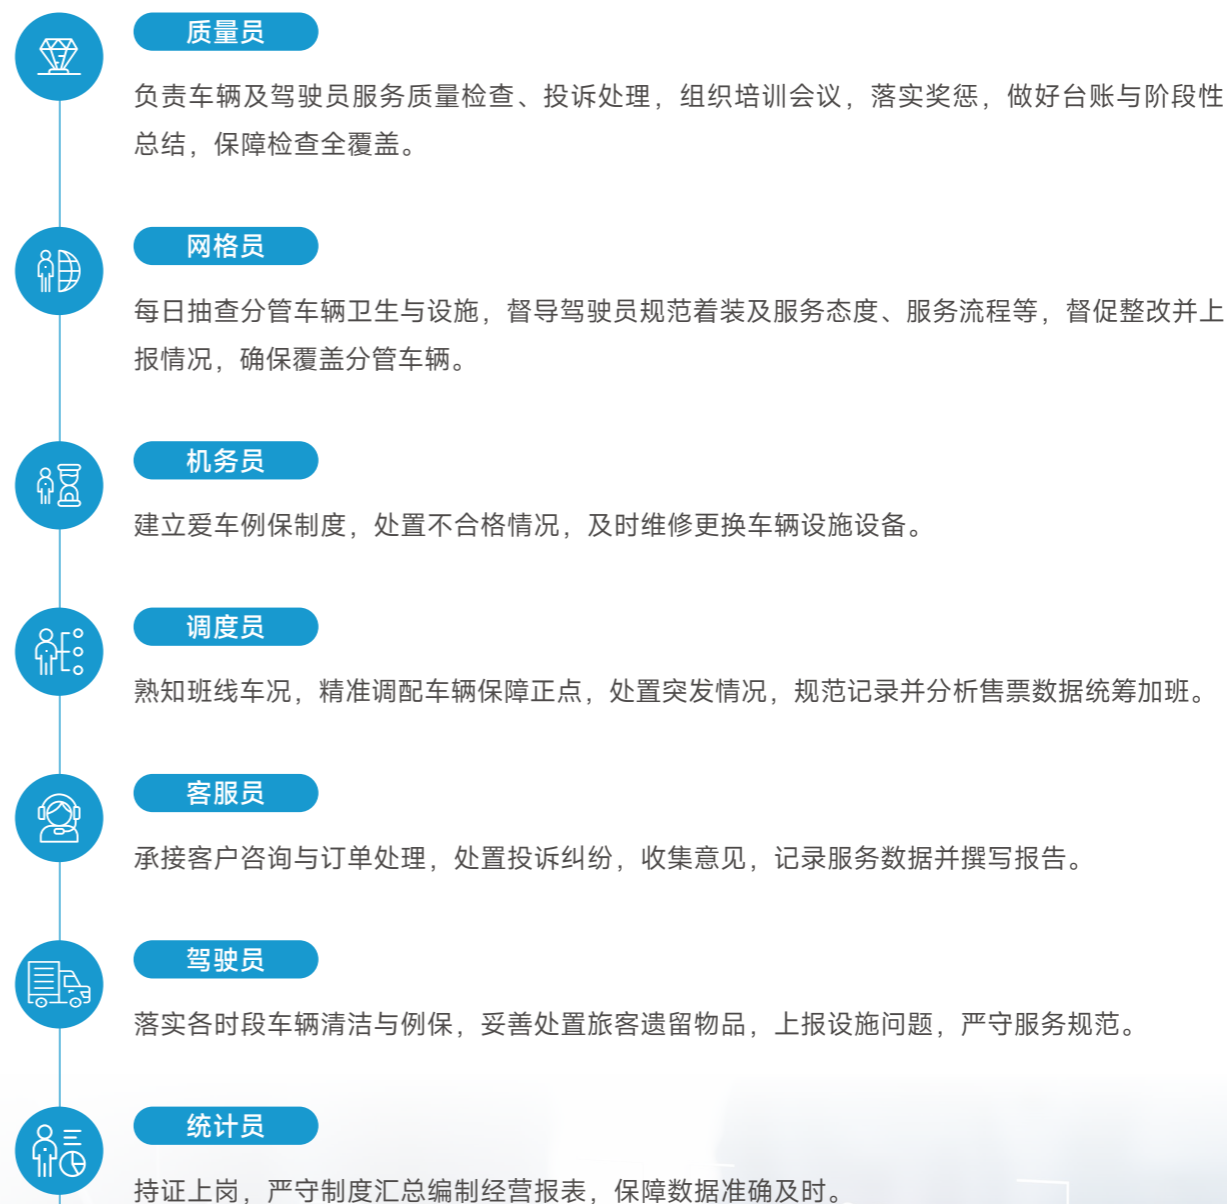 质量员
负责车辆及驾驶员服务质量检查、投诉处理，组织培训会议，落实奖惩，做好台账与阶段性
总结，保障检查全覆盖。
网格员
每日抽查分管车辆卫生与设施，督导驾驶员规范着装及服务态度、服务流程等，督促整改并上
报情况，确保覆盖分管车辆。
机务员
建立爱车例保制度，处置不合格情况，及时维修更换车辆设施设备。
调度员
熟知班线车况，精准调配车辆保障正点，处置突发情况，规范记录并分析售票数据统筹加班。
客服员
承接客户咨询与订单处理，处置投诉纠纷，收集意见，记录服务数据并撰写报告。
驾驶员
落实各时段车辆清洁与例保，妥善处置旅客遗留物品，上报设施问题，严守服务规范。
统计员
持证上岗，严守制度汇总编制经营报表，保障数据准确及时。